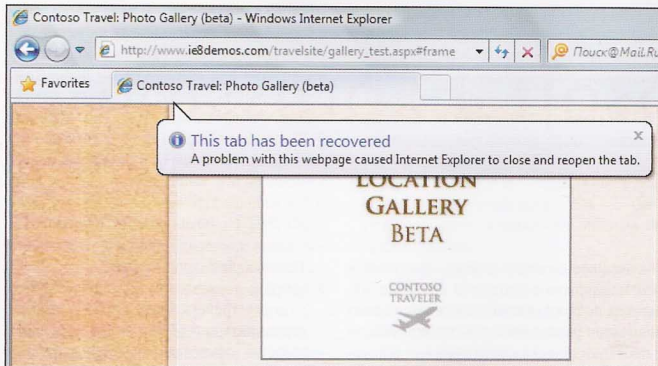 Contoso Travel: Photo Gallery (beta) - Windows Internet Explorer
http://www.ie8demos.com/travelsite/gallery_test.aspx#frame
Поиск@Mail.Ru
Favorites
Contoso Travel: Photo Gallery (beta)
This tab has been recovered
x
A problem with this webpage caused Internet Explorer to close and reopen the tab.
LOCATION
GALLERY
BETA
CONTOSO
TRAVELER